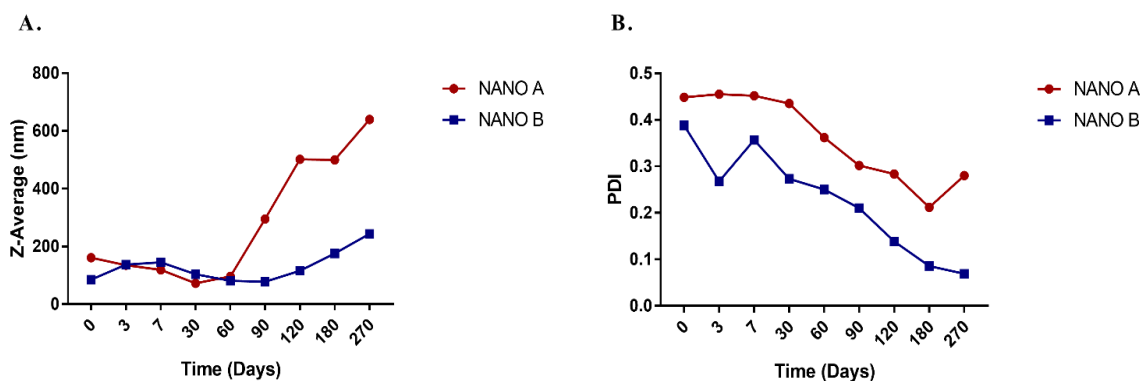 A.
Z-Average (nm)
800
600
400
200
0
0 3 7 30 60 90 120 180 270
Time (Days)
NANO A
NANO B
B.
PDI
0.5
0.4
0.3
0.2
0.1
0.0
0 3 7 30 60 90 120 180 270
Time (Days)
NANO A
NANO B